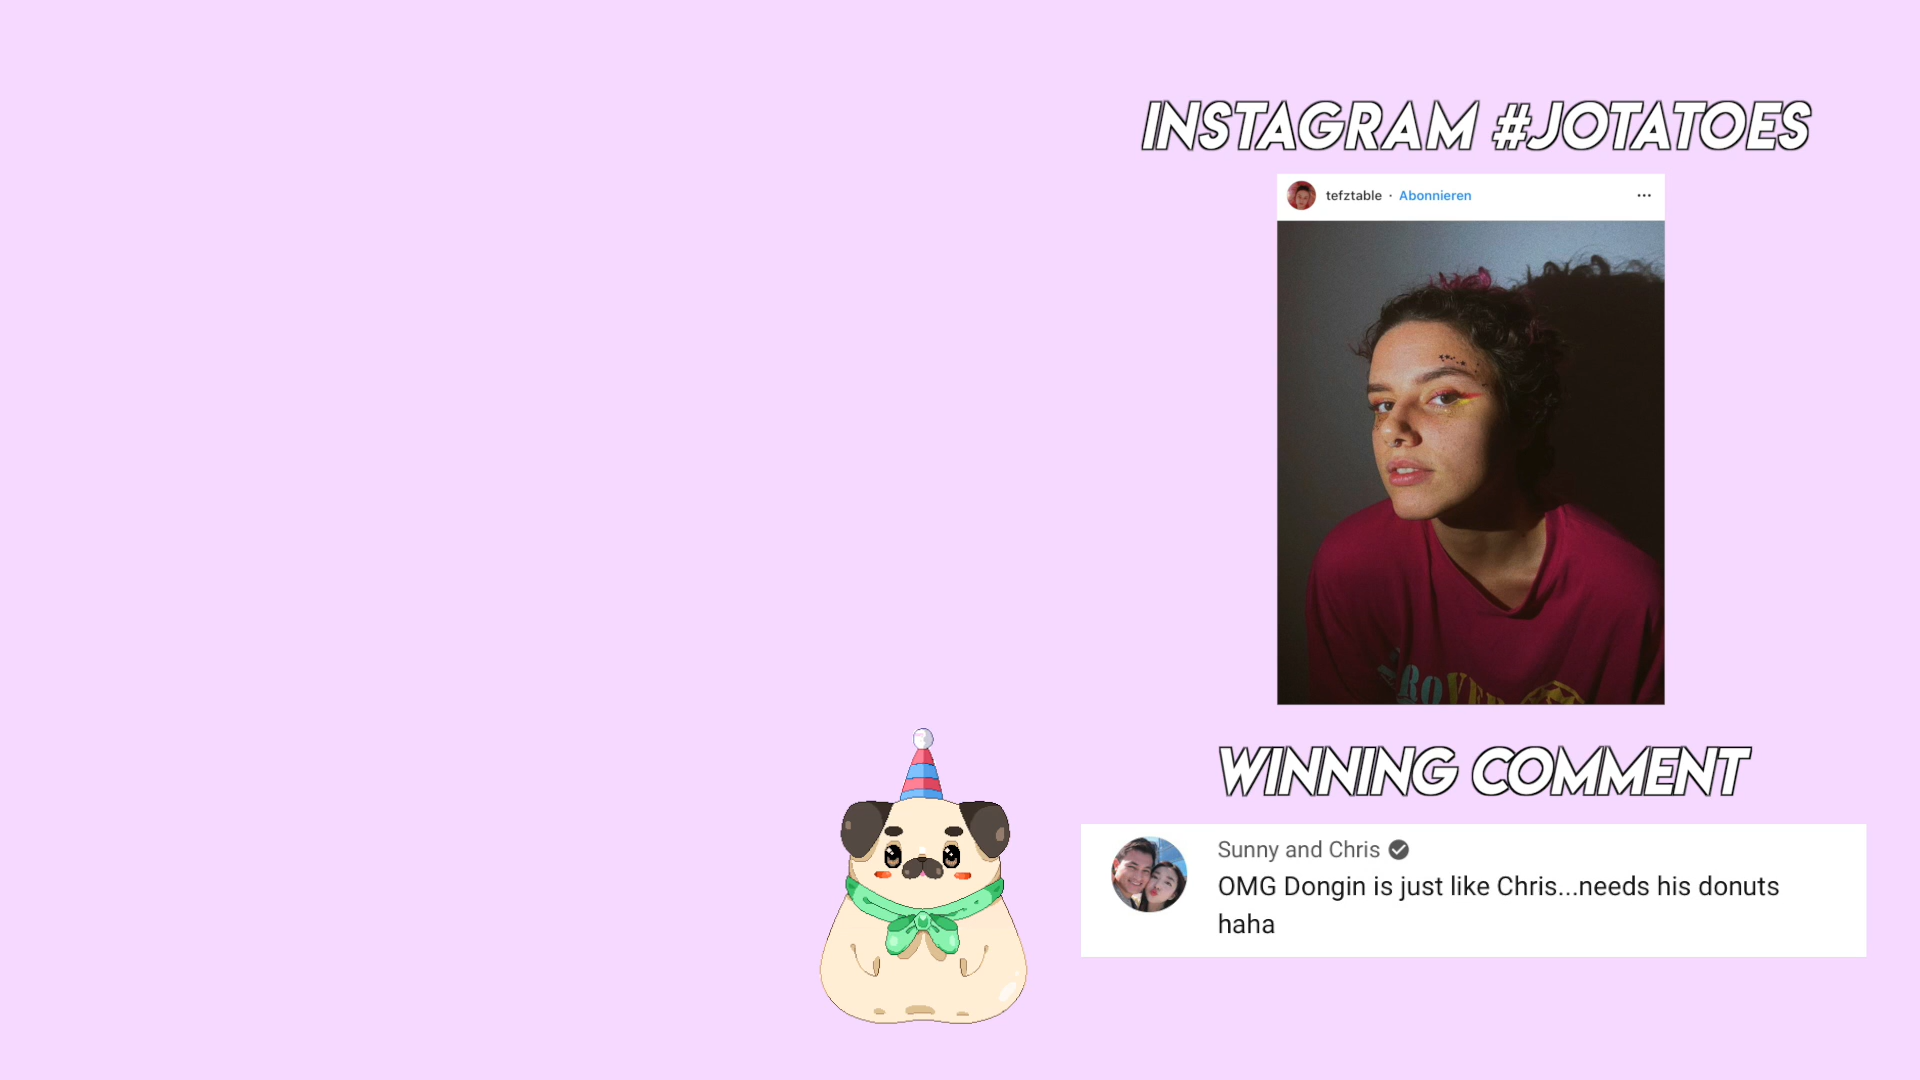 INSTAGRAM #JOTATOES
tefztable · Abonnieren
WINNING COMMENT
Sunny and Chris
OMG Dongin is just like Chris...needs his donuts
haha